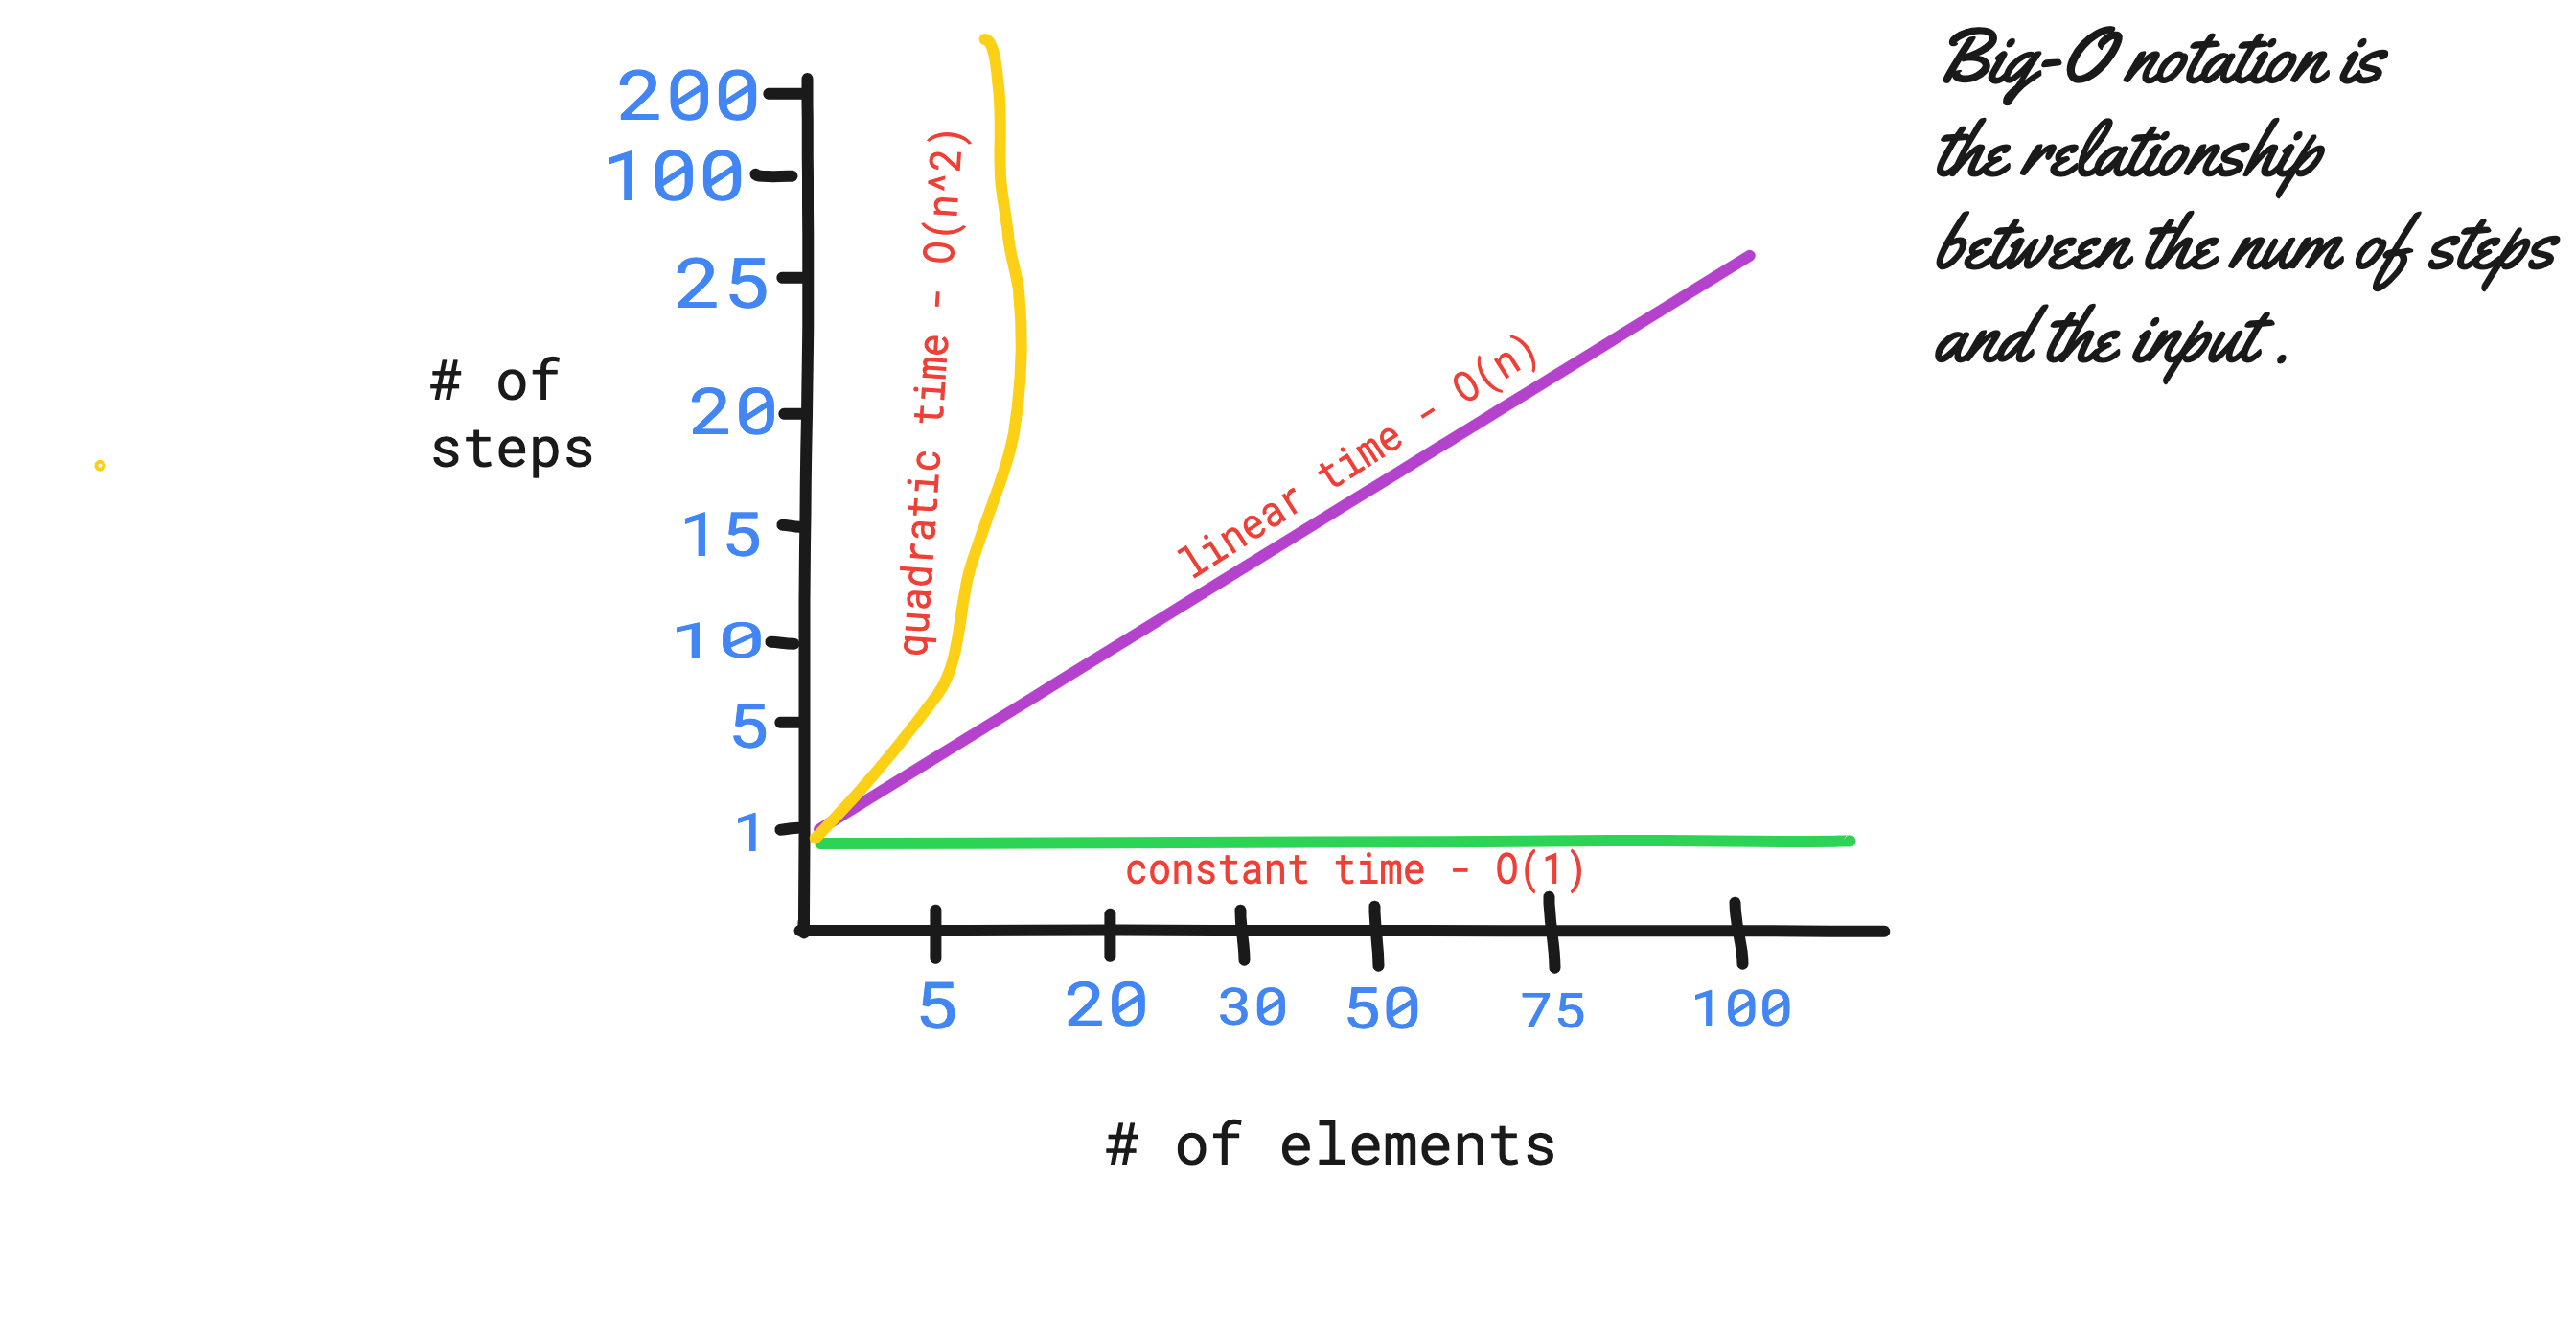 Big-O notation is
the relationship
between the num of steps
and the input .
200
100
25
20
15
10
5
1
# of
steps
quadratic time - O(n^2)
linear time - O(n)
constant time - O(1)
5 20 30 50 75 100
# of elements